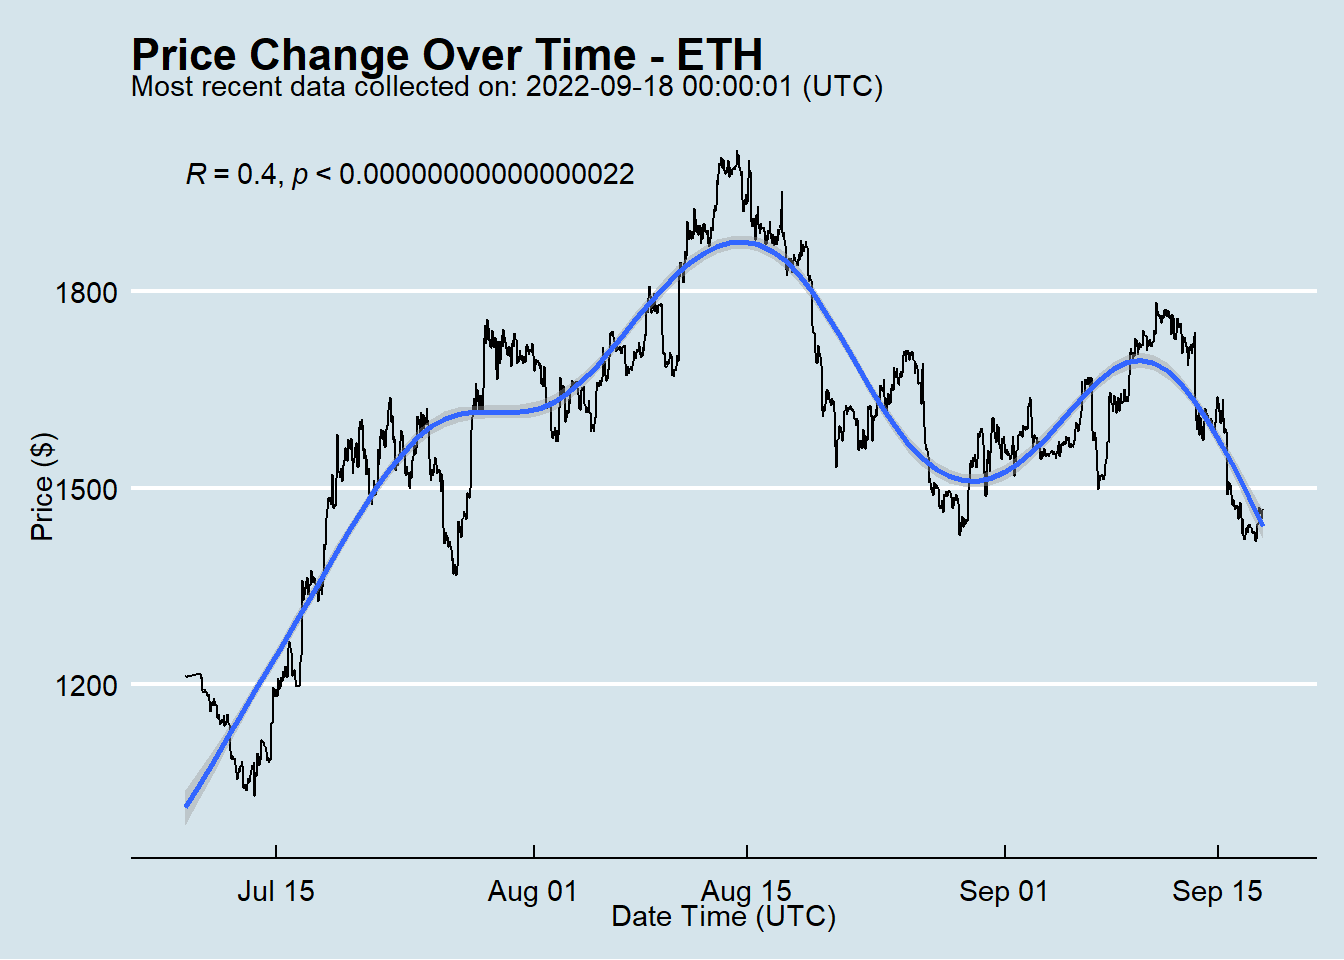 Price Change Over Time - ETH
Most recent data collected on: 2022-09-18 00:00:01 (UTC)
R = 0.4, p < 0.00000000000000022
1800
1500
1200
Price ($)
Jul 15
Aug 01
Aug 15
Sep 01
Sep 15
Date Time (UTC)